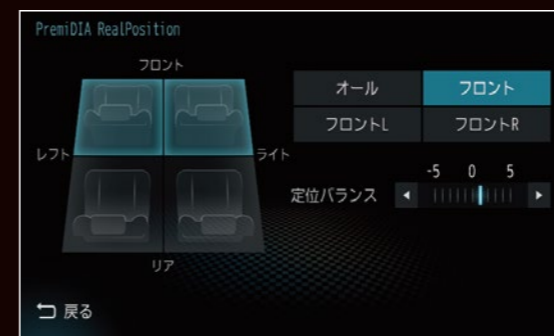 PremiDIA RealPosition
フロント
オール フロント
フロントL フロントR
レフト ライト
-5 0 5
定位バランス
リア
戻る